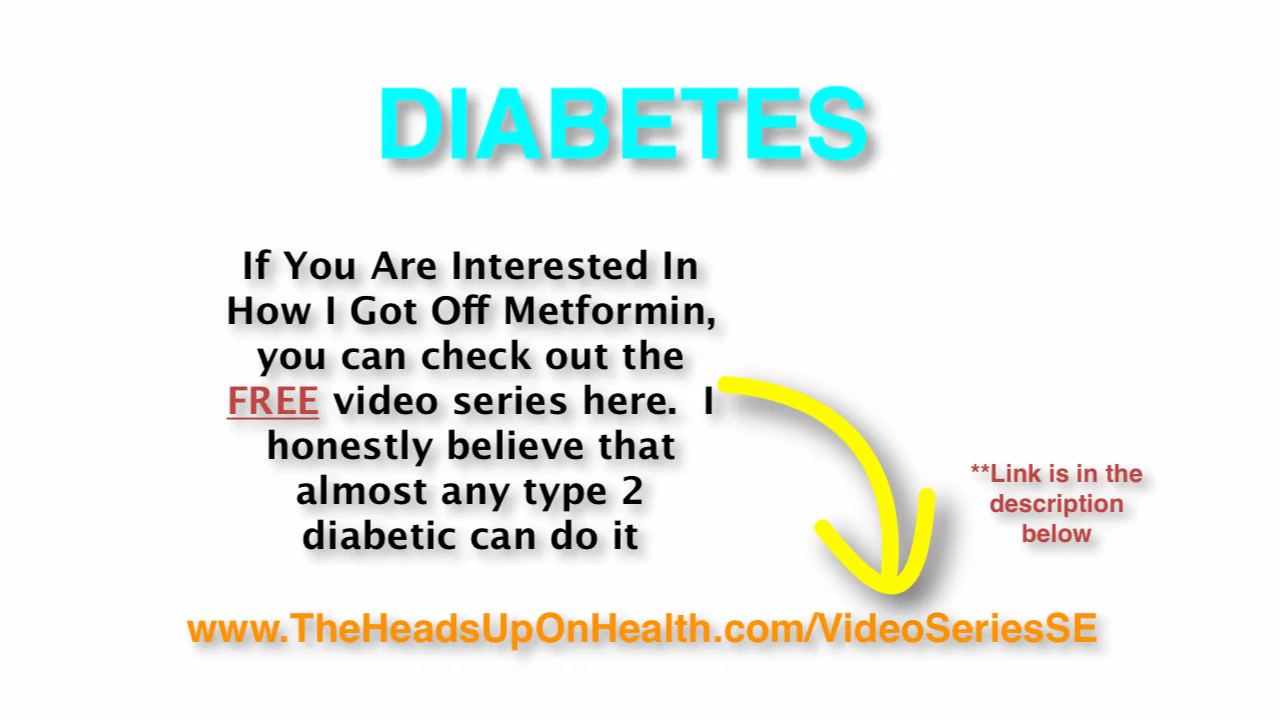 DIABETES
If You Are Interested In
How I Got Off Metformin,
you can check out the
FREE video series here.  I
honestly believe that
almost any type 2
diabetic can do it
**Link is in the
description
below
www.TheHeadsUpOnHealth.com/VideoSeriesSE